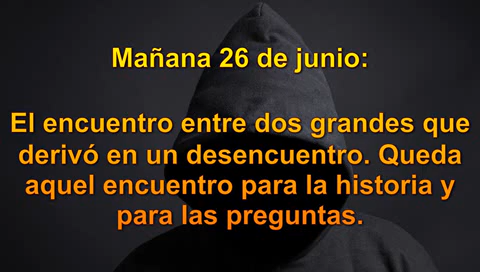 Mañana 26 de junio:
El encuentro entre dos grandes que
derivó en un desencuentro. Queda
aquel encuentro para la historia y
para las preguntas.